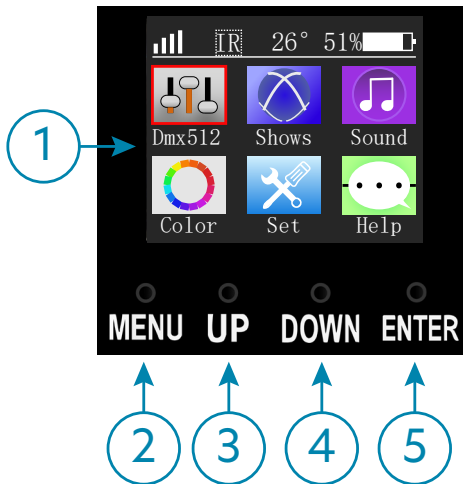 IR 26° 51%
Dmx512 Shows Sound
1
Color Set Help
MENU UP DOWN ENTER
2 3 4 5